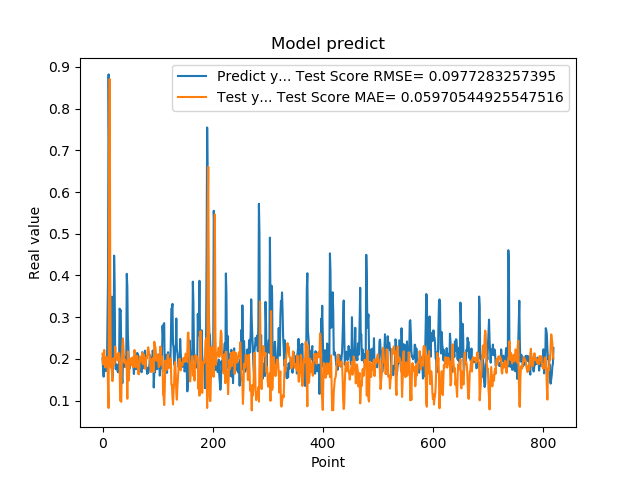 Model predict
Predict y... Test Score RMSE= 0.0977283257395
Test y... Test Score MAE= 0.05970544925547516
Real value
0.9
0.8
0.7
0.6
0.5
0.4
0.3
0.2
0.1
0 200 400 600 800
Point